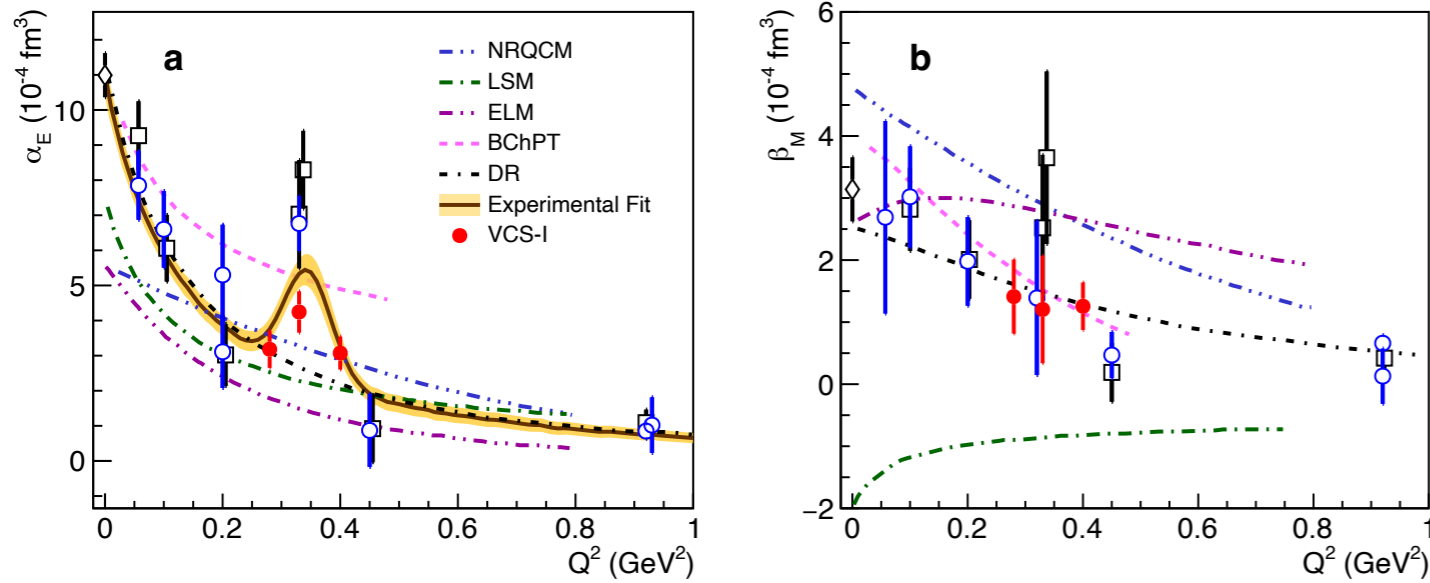 a
α_E (10^-4 fm^3)
10
5
0
NRQCM
LSM
ELM
BChPT
DR
Experimental Fit
VCS-I
0 0.2 0.4 0.6 0.8 1
Q^2 (GeV^2)
b
β_M (10^-4 fm^3)
6
4
2
0
−2
0 0.2 0.4 0.6 0.8 1
Q^2 (GeV^2)